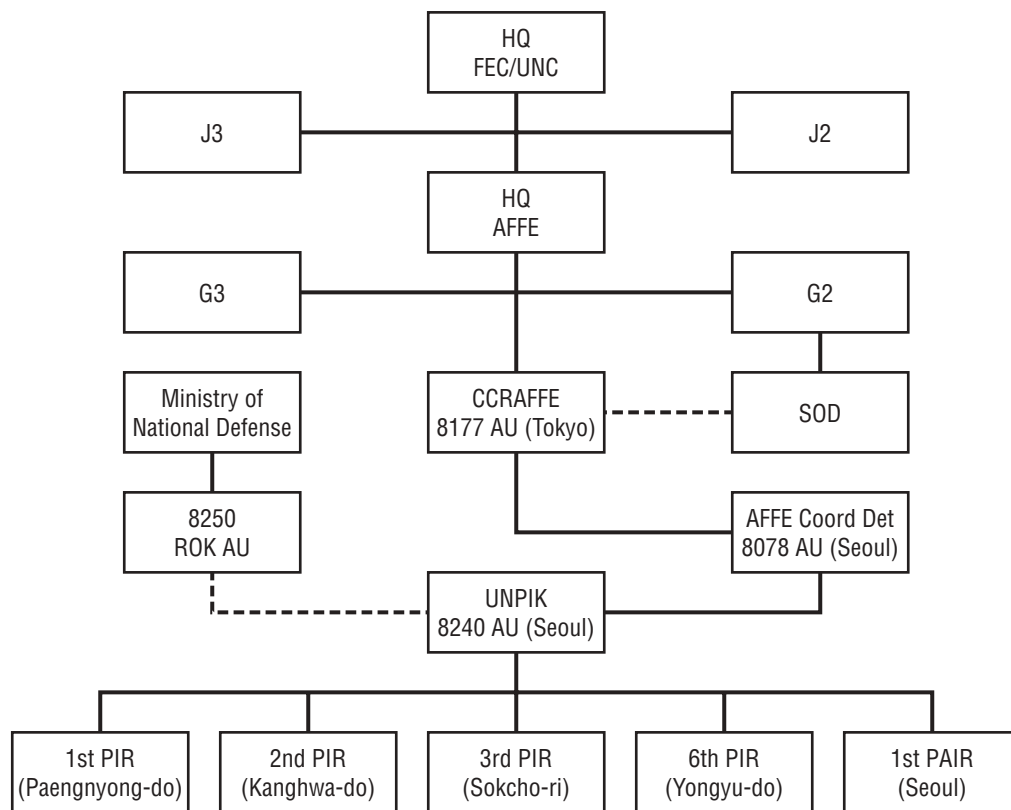 HQ
FEC/UNC
J3
J2
HQ
AFFE
G3
G2
Ministry of
National Defense
CCRAFFE
8177 AU (Tokyo)
SOD
8250
ROK AU
AFFE Coord Det
8078 AU (Seoul)
UNPIK
8240 AU (Seoul)
1st PIR
(Paengnyong-do)
2nd PIR
(Kanghwa-do)
3rd PIR
(Sokcho-ri)
6th PIR
(Yongyu-do)
1st PAIR
(Seoul)